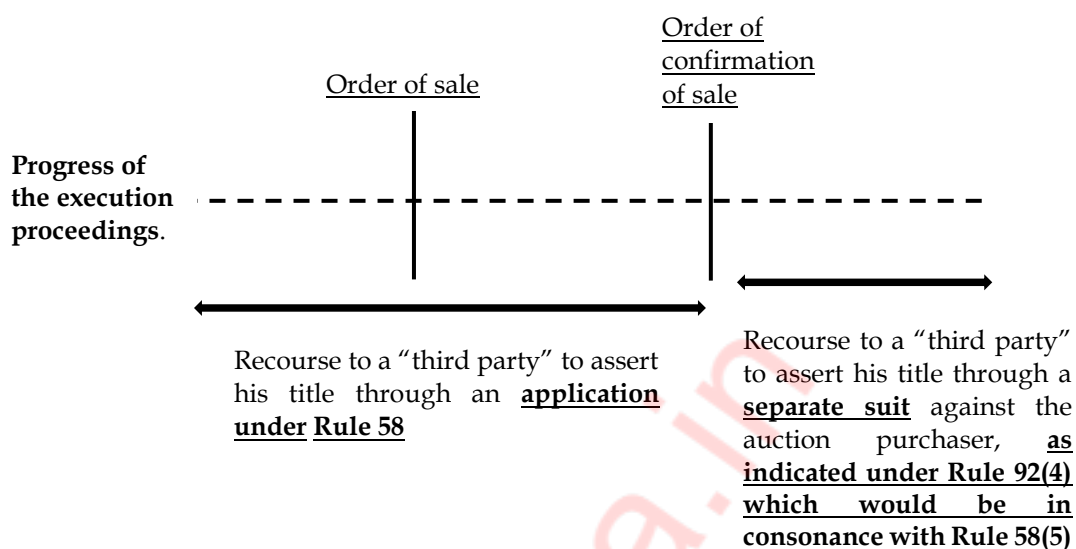 Order of sale
Order of
confirmation
of sale
Progress of
the execution
proceedings.
Recourse to a “third party” to assert
his title through an application
under Rule 58
Recourse to a “third party”
to assert his title through a
separate suit against the
auction purchaser, as
indicated under Rule 92(4)
which would be in
consonance with Rule 58(5)
a.in